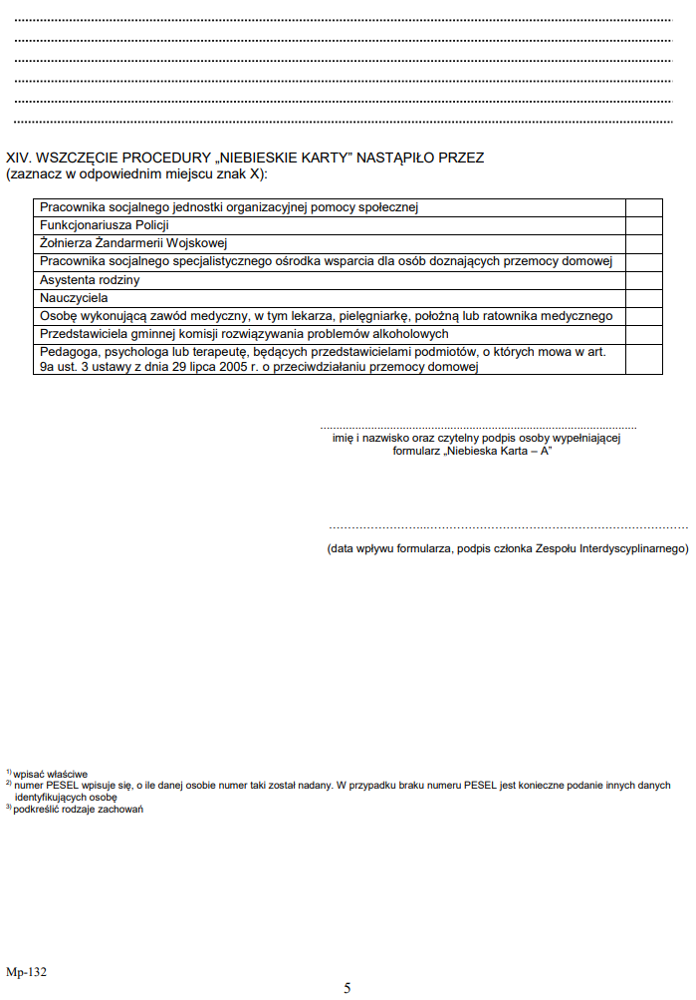 XIV. WSZCZĘCIE PROCEDURY „NIEBIESKIE KARTY” NASTĄPIŁO PRZEZ
(zaznacz w odpowiednim miejscu znak X):
Pracownika socjalnego jednostki organizacyjnej pomocy społecznej
Funkcjonariusza Policji
Żołnierza Żandarmerii Wojskowej
Pracownika socjalnego specjalistycznego ośrodka wsparcia dla osób doznających przemocy domowej
Asystenta rodziny
Nauczyciela
Osobę wykonującą zawód medyczny, w tym lekarza, pielęgniarkę, położną lub ratownika medycznego
Przedstawiciela gminnej komisji rozwiązywania problemów alkoholowych
Pedagoga, psychologa lub terapeutę, będących przedstawicielami podmiotów, o których mowa w art.
9a ust. 3 ustawy z dnia 29 lipca 2005 r. o przeciwdziałaniu przemocy domowej
imię i nazwisko oraz czytelny podpis osoby wypełniającej
formularz „Niebieska Karta – A”
(data wpływu formularza, podpis członka Zespołu Interdyscyplinarnego)
1) wpisać właściwe
2) numer PESEL wpisuje się, o ile danej osobie numer taki został nadany. W przypadku braku numeru PESEL jest konieczne podanie innych danych
identyfikujących osobę
3) podkreślić rodzaje zachowań
Mp-132
5